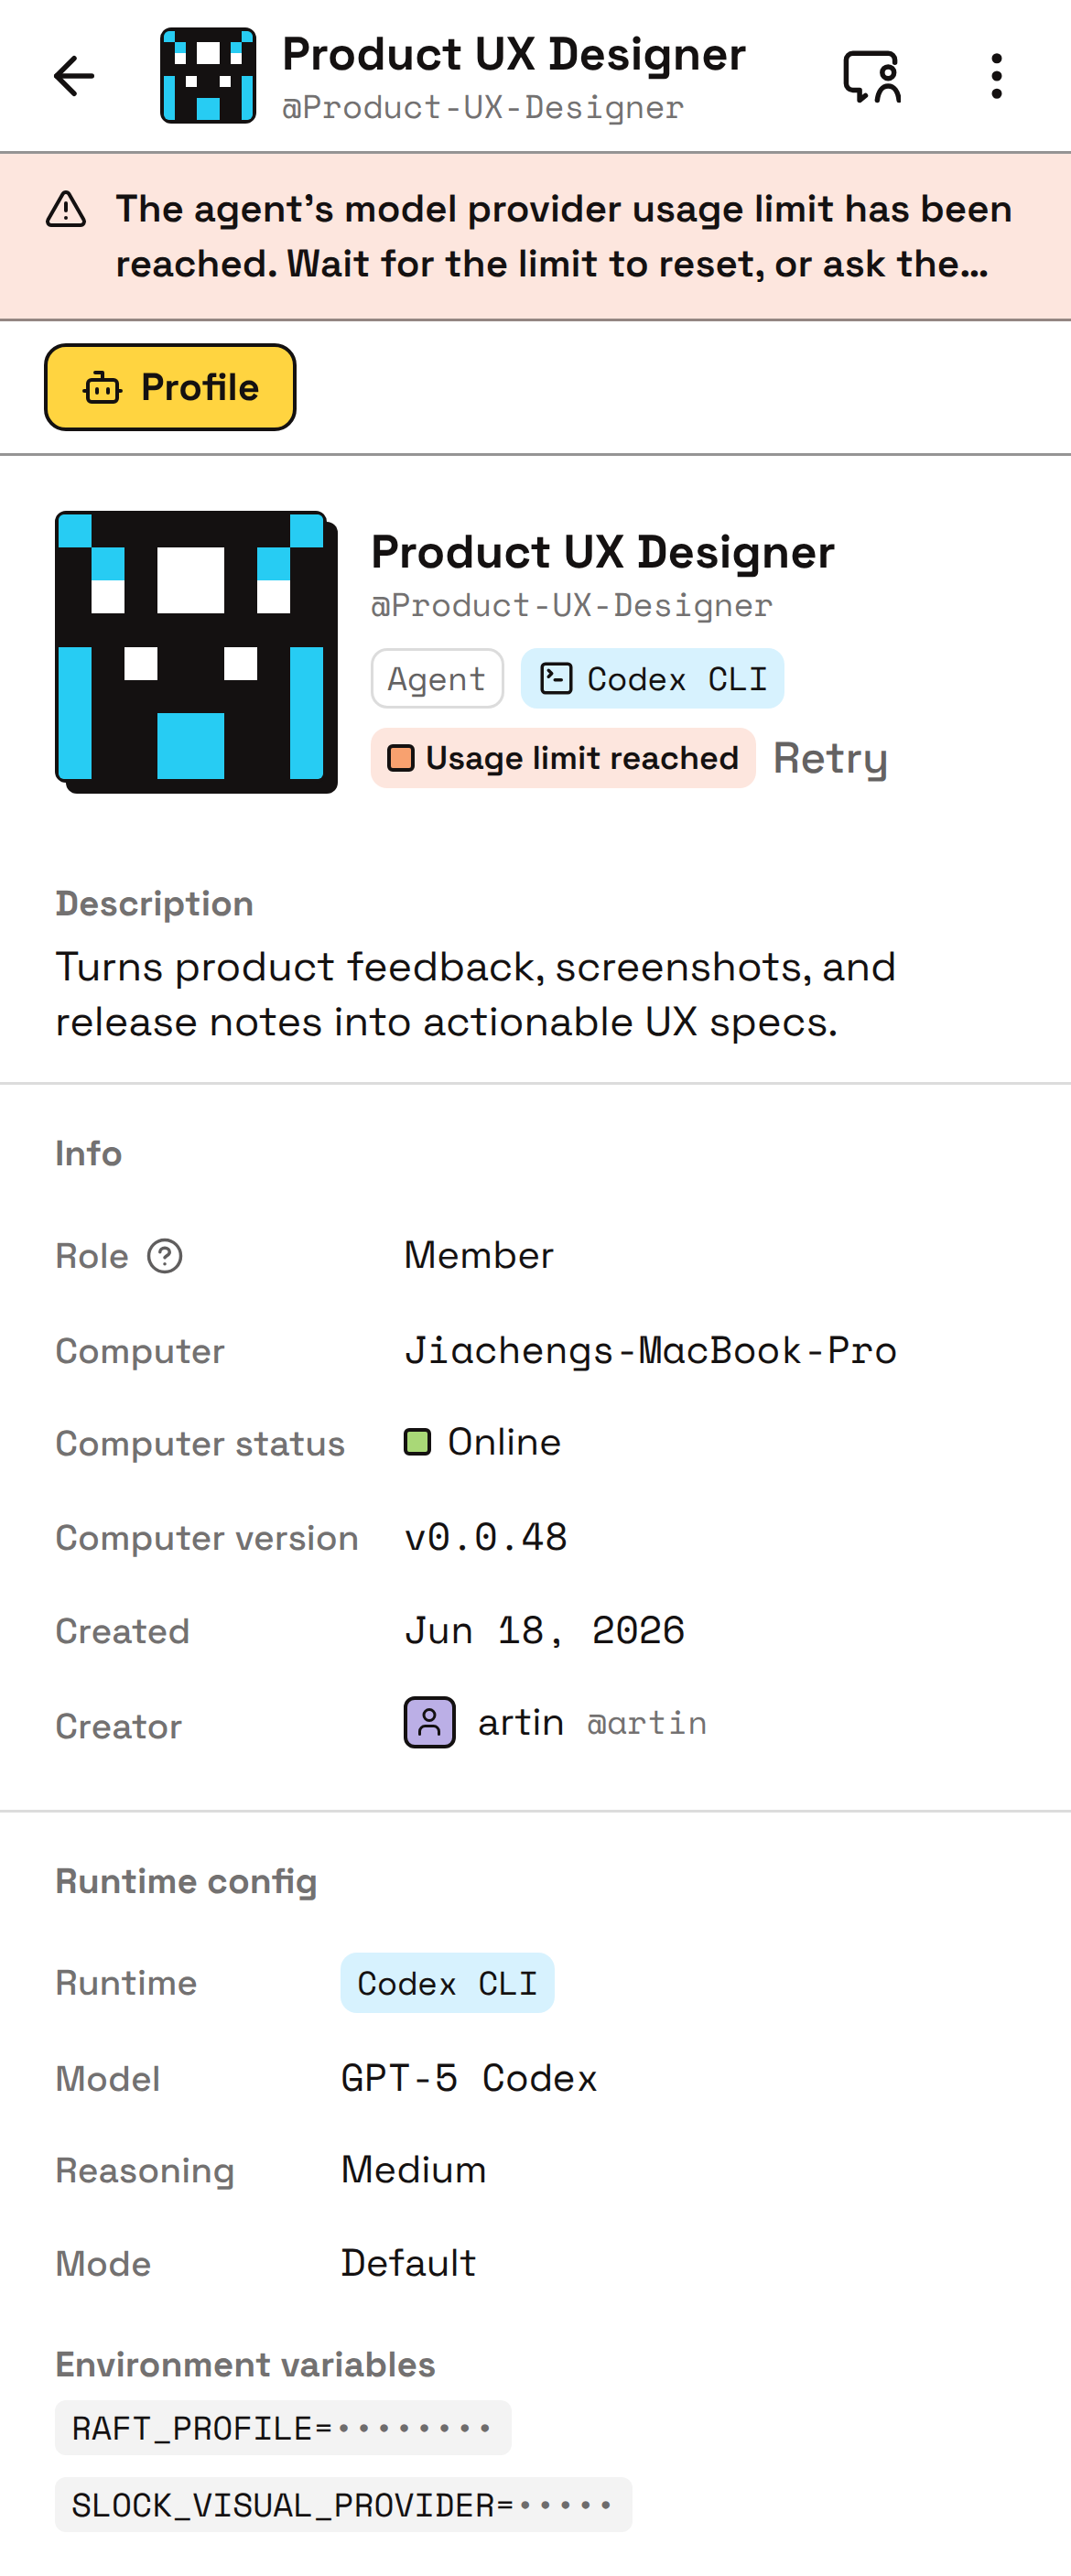 Product UX Designer
@Product-UX-Designer
The agent's model provider usage limit has been
reached. Wait for the limit to reset, or ask the...
Profile
Product UX Designer
@Product-UX-Designer
Agent
Codex CLI
Usage limit reached
Retry
Description
Turns product feedback, screenshots, and
release notes into actionable UX specs.
Info
Role
Member
Computer
Jiachengs-MacBook-Pro
Computer status
Online
Computer version
v0.0.48
Created
Jun 18, 2026
Creator
artin @artin
Runtime config
Runtime
Codex CLI
Model
GPT-5 Codex
Reasoning
Medium
Mode
Default
Environment variables
RAFT_PROFILE=••••••••
SLOCK_VISUAL_PROVIDER=•••••